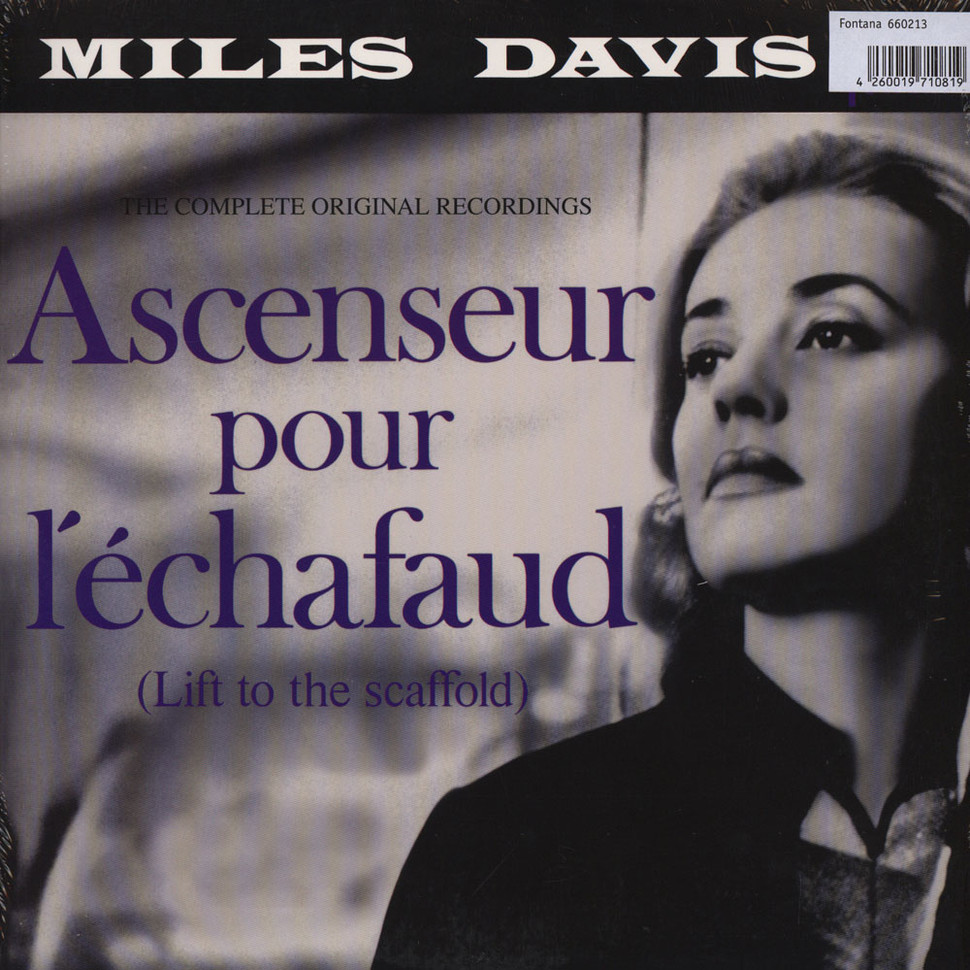 MILES DAVIS
Fontana 660213
4 260019 710819
THE COMPLETE ORIGINAL RECORDINGS
Ascenseur
pour
l'échafaud
(Lift to the scaffold)